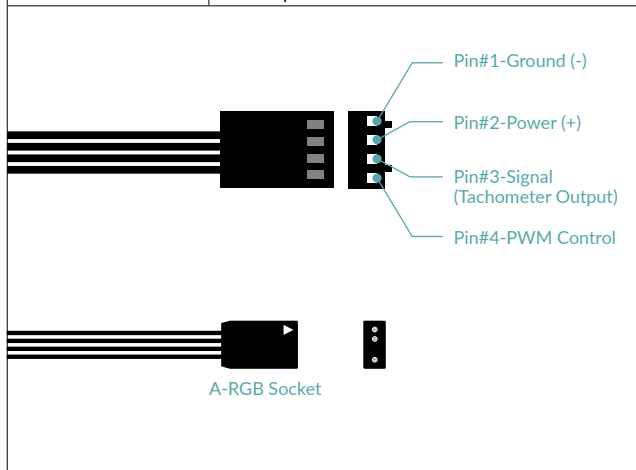 Pin#1-Ground (-)
Pin#2-Power (+)
Pin#3-Signal
(Tachometer Output)
Pin#4-PWM Control
A-RGB Socket